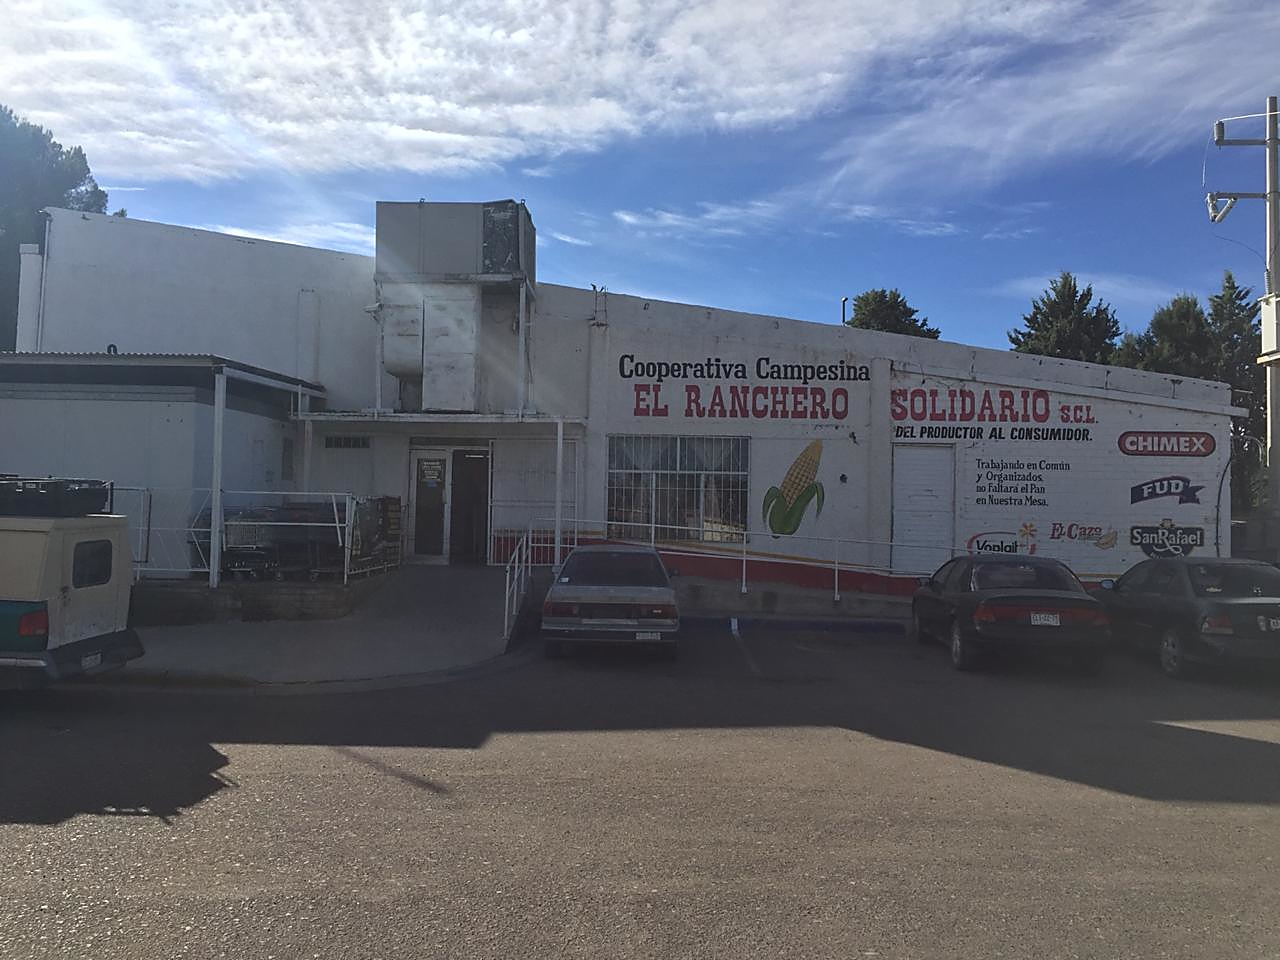 Cooperativa Campesina
EL RANCHERO SOLIDARIO S.C.L.
DEL PRODUCTOR AL CONSUMIDOR.
Trabajando en Común
y Organizados,
no Faltará el Pan
en Nuestra Mesa.
CHIMEX
FUD
Yoplait
El Cazo
SanRafael